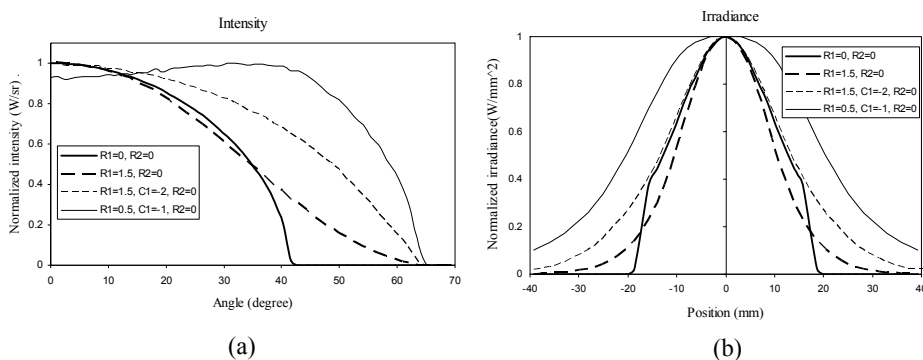 Intensity
Normalized intensity (W/sr) .
1
0.8
0.6
0.4
0.2
0
0 10 20 30 40 50 60 70
Angle (degree)
R1=0, R2=0
R1=1.5, R2=0
R1=1.5, C1=-2, R2=0
R1=0.5, C1=-1, R2=0
(a)
Irradiance
Normalized irradiance(W/mm^2)
1
0.8
0.6
0.4
0.2
0
-40 -20 0 20 40
Position (mm)
R1=0, R2=0
R1=1.5, R2=0
R1=1.5, C1=-2, R2=0
R1=0.5, C1=-1, R2=0
(b)